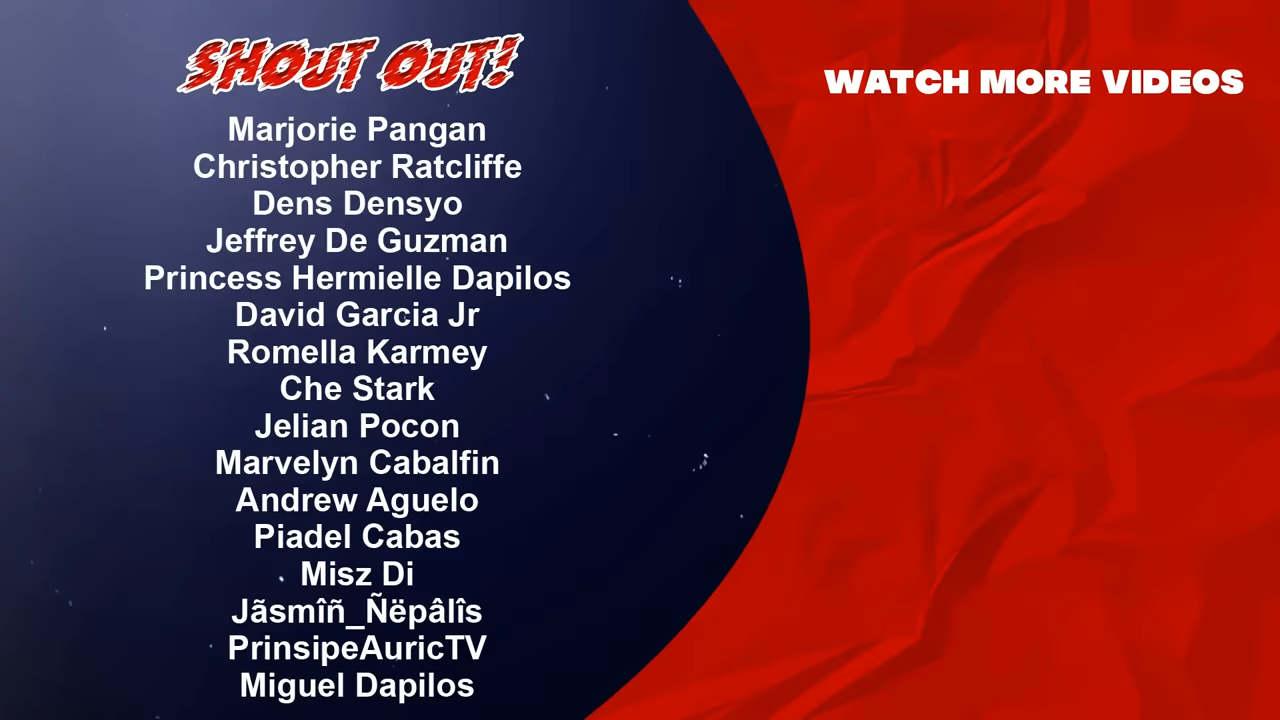 SHOUT OUT!
Marjorie Pangan
Christopher Ratcliffe
Dens Densyo
Jeffrey De Guzman
Princess Hermielle Dapilos
David Garcia Jr
Romella Karmey
Che Stark
Jelian Pocon
Marvelyn Cabalfin
Andrew Aguelo
Piadel Cabas
Misz Di
Jãsmîñ_Ñëpâlîs
PrinsipeAuricTV
Miguel Dapilos
WATCH MORE VIDEOS